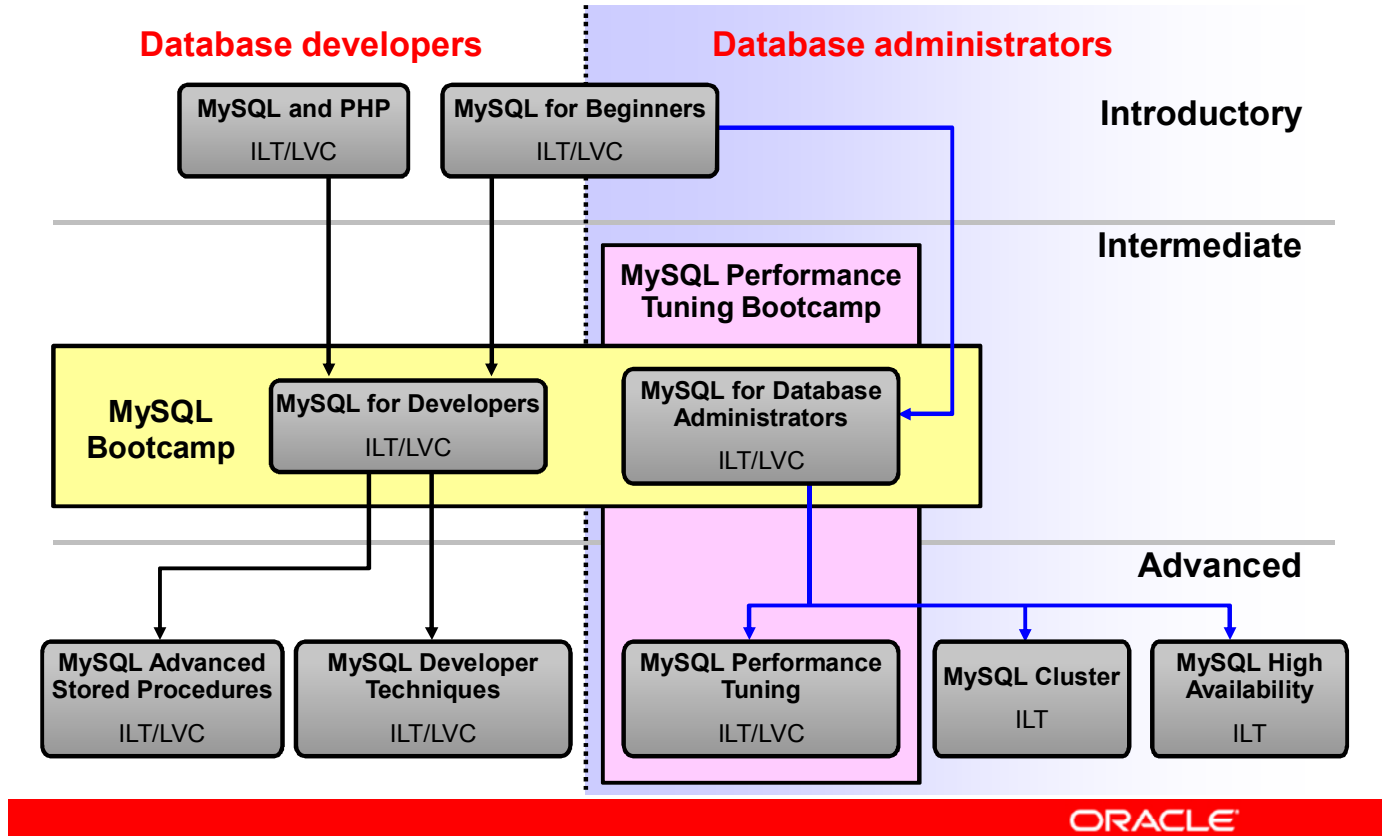 Database developers
Database administrators
MySQL and PHP
ILT/LVC
MySQL for Beginners
ILT/LVC
Introductory
Intermediate
MySQL Performance
Tuning Bootcamp
MySQL
Bootcamp
MySQL for Developers
ILT/LVC
MySQL for Database
Administrators
ILT/LVC
Advanced
MySQL Advanced
Stored Procedures
ILT/LVC
MySQL Developer
Techniques
ILT/LVC
MySQL Performance
Tuning
ILT/LVC
MySQL Cluster
ILT
MySQL High
Availability
ILT
ORACLE